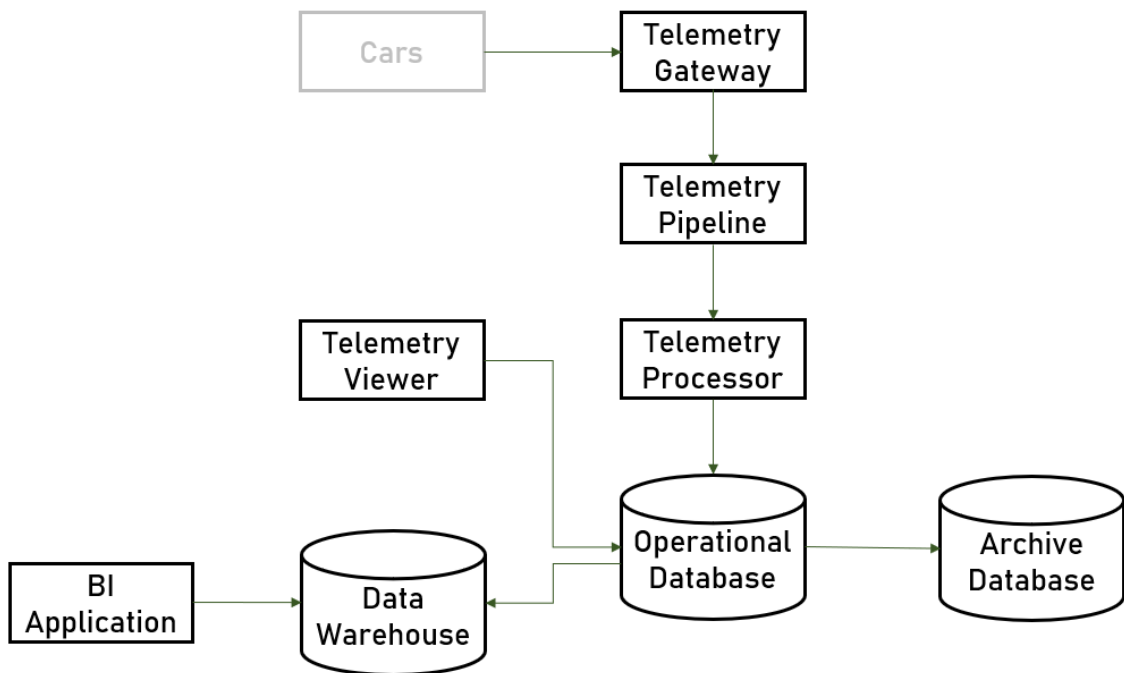 Cars
Telemetry
Gateway
Telemetry
Pipeline
Telemetry
Viewer
Telemetry
Processor
Operational
Database
Archive
Database
BI
Application
Data
Warehouse